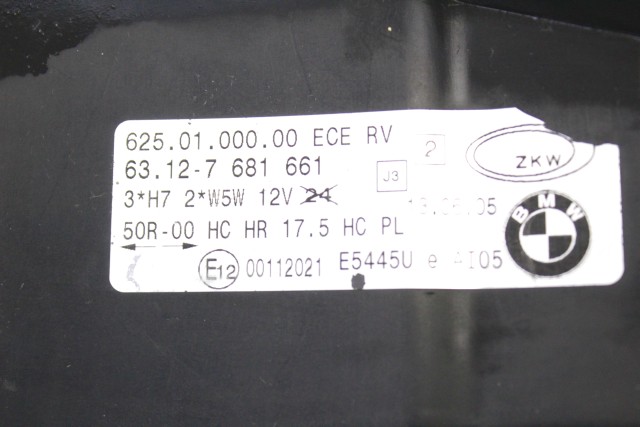 625.01.000.00 ECE RV
2
63.12-7 681 661
J3
ZKW
3*H7 2*W5W 12V 24
BMW
50R-00 HC HR 17.5 HC PL
E12 00112021 E5445U e